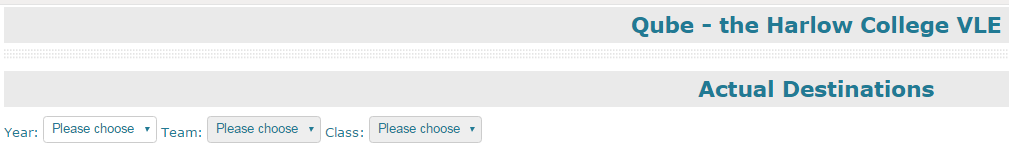 Qube - the Harlow College VLE
Actual Destinations
Year: Please choose Team: Please choose Class: Please choose